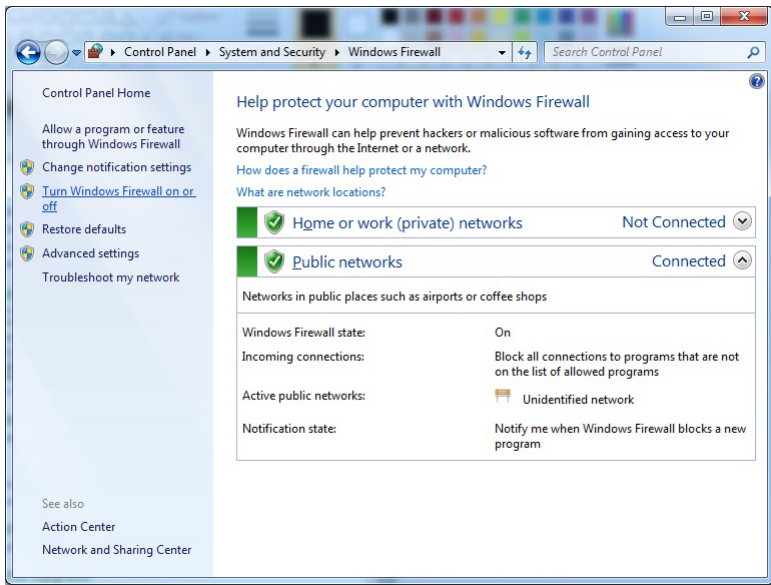 Control Panel ▸ System and Security ▸ Windows Firewall
Search Control Panel
Control Panel Home
Allow a program or feature
through Windows Firewall
Change notification settings
Turn Windows Firewall on or
off
Restore defaults
Advanced settings
Troubleshoot my network
See also
Action Center
Network and Sharing Center
Help protect your computer with Windows Firewall
Windows Firewall can help prevent hackers or malicious software from gaining access to your
computer through the Internet or a network.
How does a firewall help protect my computer?
What are network locations?
Home or work (private) networks Not Connected
Public networks Connected
Networks in public places such as airports or coffee shops
Windows Firewall state: On
Incoming connections: Block all connections to programs that are not
on the list of allowed programs
Active public networks: Unidentified network
Notification state: Notify me when Windows Firewall blocks a new
program